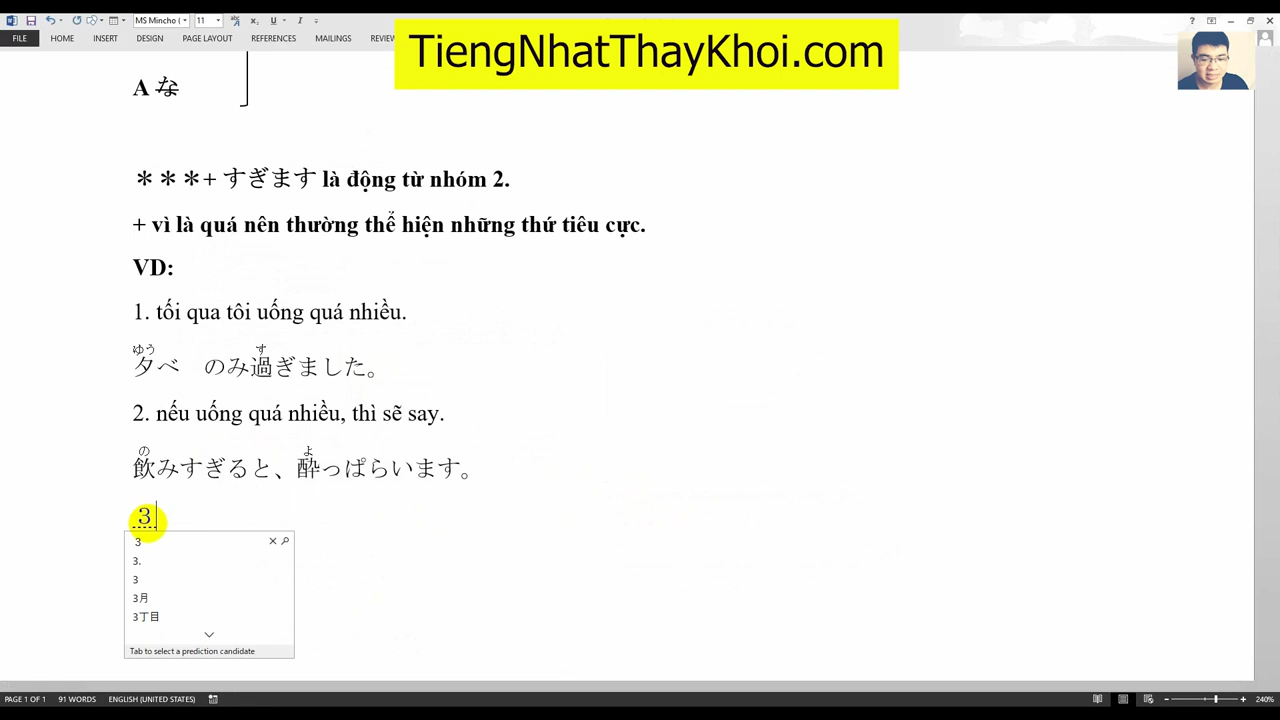 MS Mincho ( 11
FILE HOME INSERT DESIGN PAGE LAYOUT REFERENCES MAILINGS REVIEW
TiengNhatThayKhoi.com
A な
＊＊＊+ すぎます là động từ nhóm 2.
+ vì là quá nên thường thể hiện những thứ tiêu cực.
VD:
1. tối qua tôi uống quá nhiều.
ゆう す
夕べ のみ過ぎました。
2. nếu uống quá nhiều, thì sẽ say.
の よ
飲みすぎると、酔っぱらいます。
３
3
3.
3
3月
3丁目
Tab to select a prediction candidate
PAGE 1 OF 1 91 WORDS ENGLISH (UNITED STATES) 240%